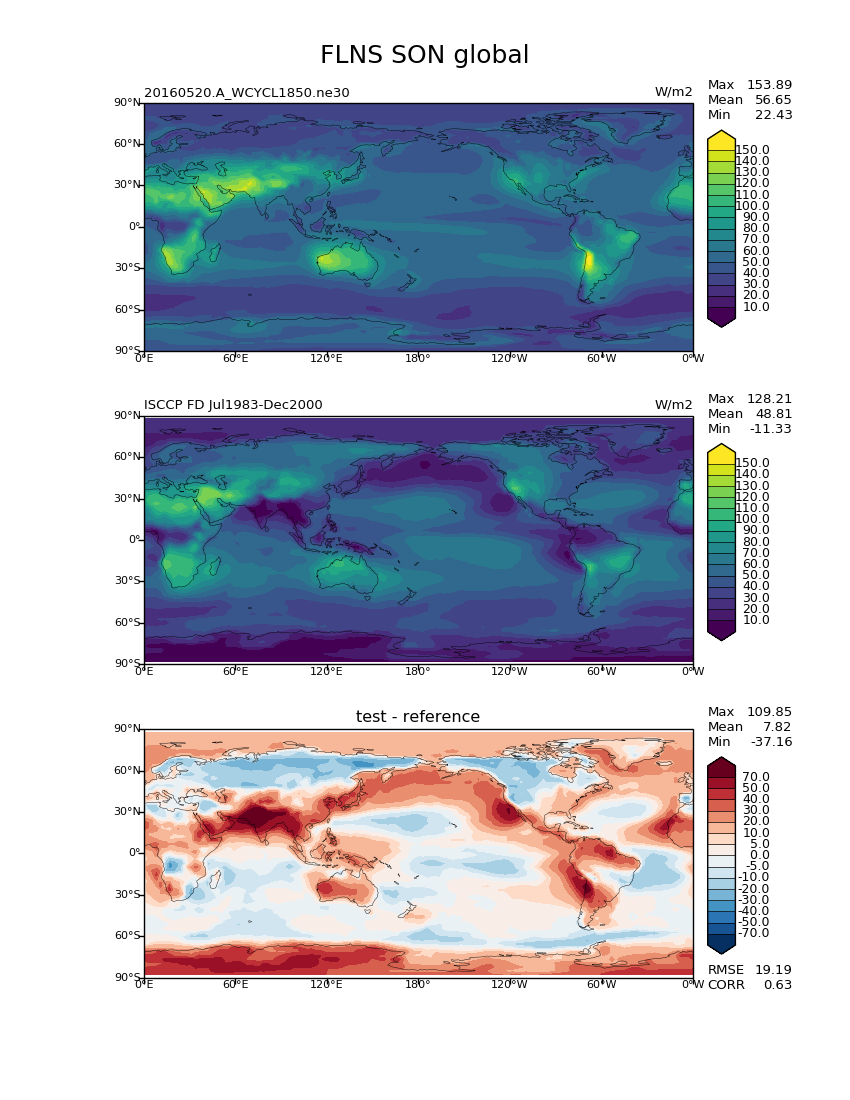 FLNS SON global
20160520.A_WCYCL1850.ne30 W/m2
Max 153.89
Mean 56.65
Min 22.43
90°N
60°N
30°N
0°
30°S
60°S
90°S
0°E 60°E 120°E 180° 120°W 60°W 0°W
150.0
140.0
130.0
120.0
110.0
100.0
90.0
80.0
70.0
60.0
50.0
40.0
30.0
20.0
10.0
ISCCP FD Jul1983-Dec2000 W/m2
Max 128.21
Mean 48.81
Min -11.33
90°N
60°N
30°N
0°
30°S
60°S
90°S
0°E 60°E 120°E 180° 120°W 60°W 0°W
150.0
140.0
130.0
120.0
110.0
100.0
90.0
80.0
70.0
60.0
50.0
40.0
30.0
20.0
10.0
test - reference
Max 109.85
Mean 7.82
Min -37.16
90°N
60°N
30°N
0°
30°S
60°S
90°S
0°E 60°E 120°E 180° 120°W 60°W 0°W
70.0
50.0
40.0
30.0
20.0
10.0
5.0
0.0
-5.0
-10.0
-20.0
-30.0
-40.0
-50.0
-70.0
RMSE 19.19
CORR 0.63